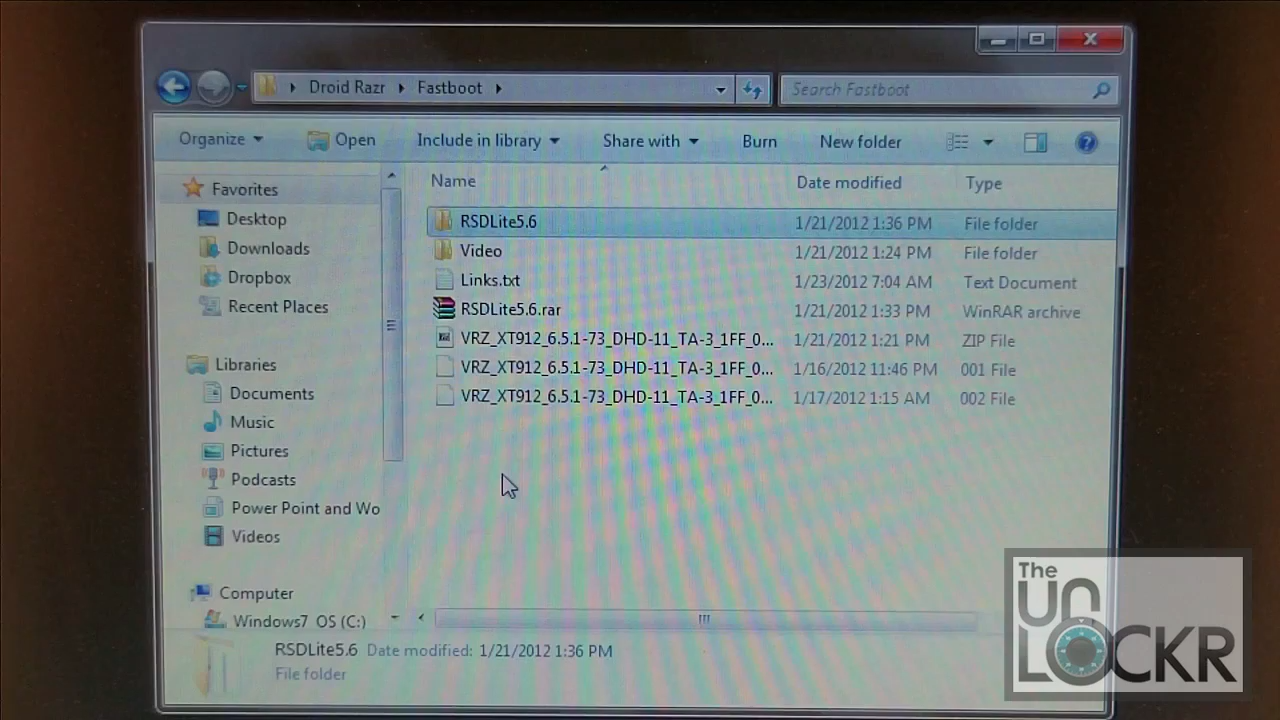 Droid Razr Fastboot
Search Fastboot
Organize Open Include in library Share with Burn New folder
Name Date modified Type
Favorites
Desktop
Downloads
Dropbox
Recent Places
Libraries
Documents
Music
Pictures
Podcasts
Power Point and Wo
Videos
Computer
Windows7_OS (C:)
RSDLite5.6 1/21/2012 1:36 PM File folder
Video 1/21/2012 1:24 PM File folder
Links.txt 1/23/2012 7:04 AM Text Document
RSDLite5.6.rar 1/21/2012 1:33 PM WinRAR archive
VRZ_XT912_6.5.1-73_DHD-11_TA-3_1FF_0... 1/21/2012 1:21 PM ZIP File
VRZ_XT912_6.5.1-73_DHD-11_TA-3_1FF_0... 1/16/2012 11:46 PM 001 File
VRZ_XT912_6.5.1-73_DHD-11_TA-3_1FF_0... 1/17/2012 1:15 AM 002 File
RSDLite5.6 Date modified: 1/21/2012 1:36 PM
File folder
The
UN
LOCKR